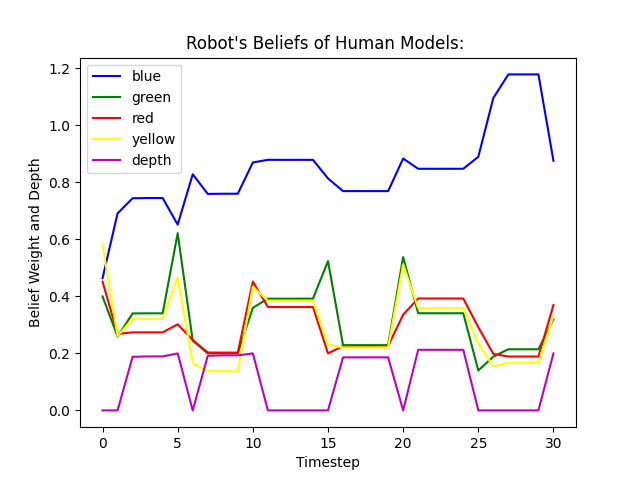 Robot's Beliefs of Human Models:
blue
green
red
yellow
depth
Belief Weight and Depth
1.2
1.0
0.8
0.6
0.4
0.2
0.0
0 5 10 15 20 25 30
Timestep